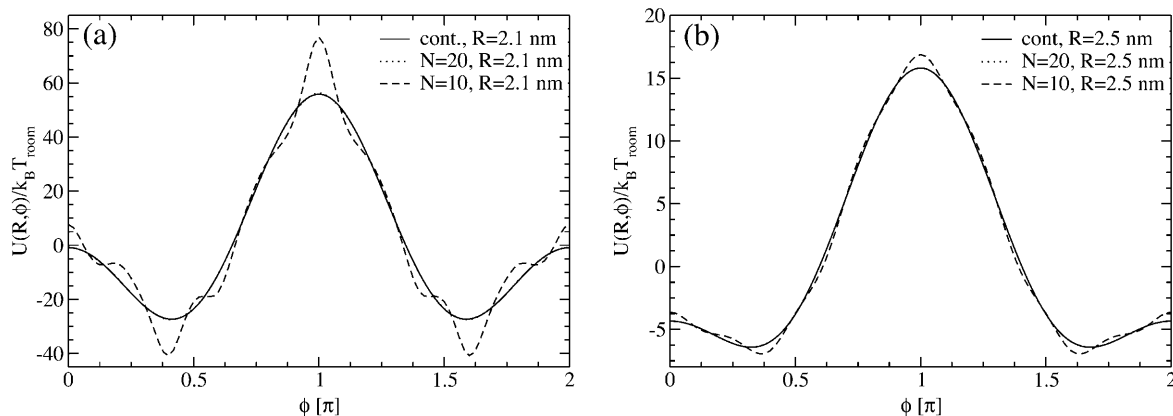 (a)
cont., R=2.1 nm
N=20, R=2.1 nm
N=10, R=2.1 nm
80
60
40
20
0
-20
-40
U(R,ϕ)/k_B T_room
0 0.5 1 1.5 2
ϕ [π]
(b)
cont, R=2.5 nm
N=20, R=2.5 nm
N=10, R=2.5 nm
20
15
10
5
0
-5
U(R,ϕ)/k_B T_room
0 0.5 1 1.5 2
ϕ [π]